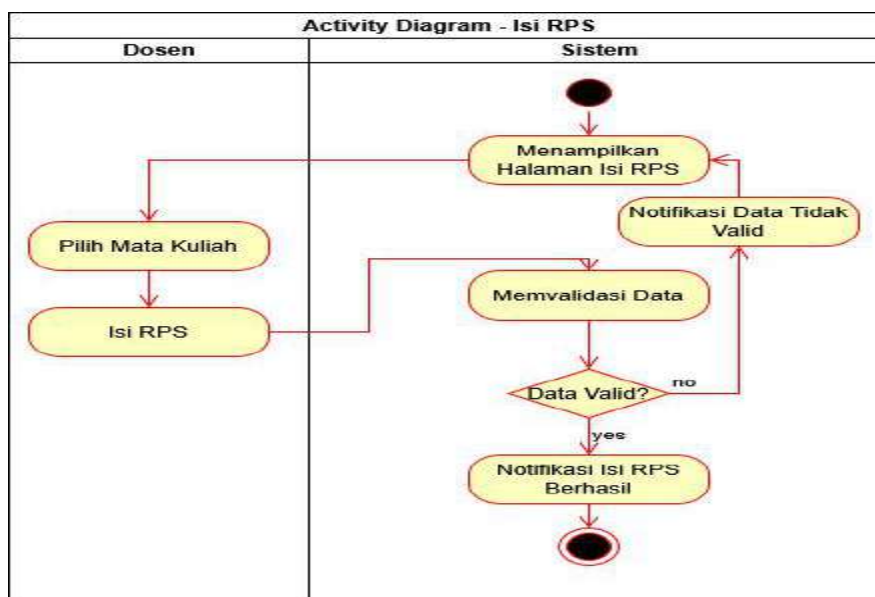 Activity Diagram - Isi RPS
Dosen
Sistem
Menampilkan
Halaman Isi RPS
Notifikasi Data Tidak
Valid
Pilih Mata Kuliah
Memvalidasi Data
Isi RPS
Data Valid?
no
yes
Notifikasi Isi RPS
Berhasil